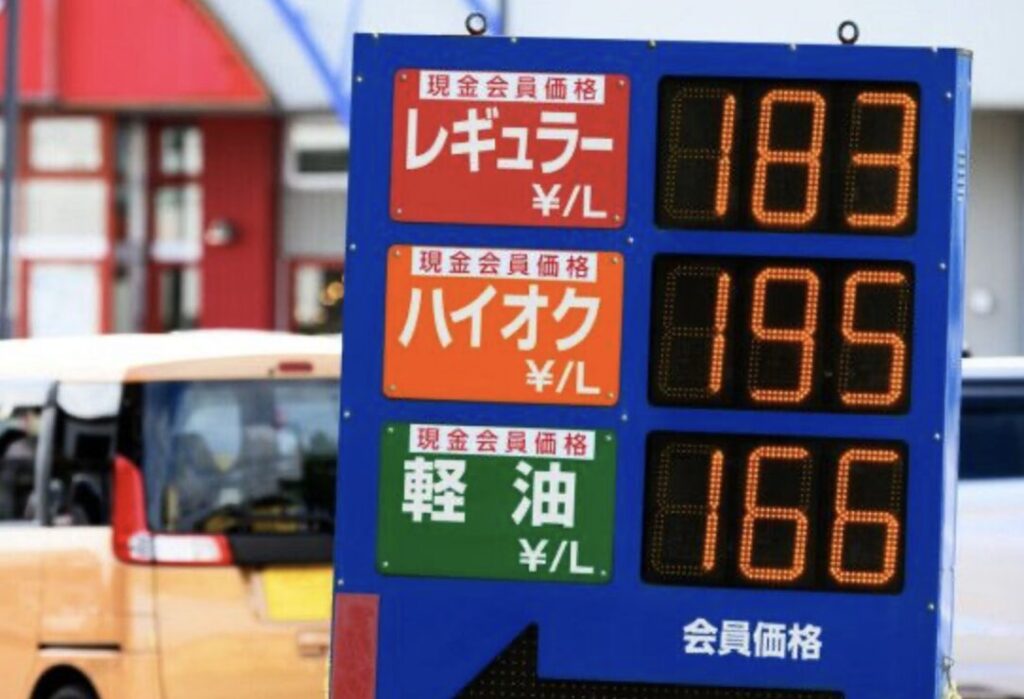 現金会員価格
レギュラー
¥/L
183
現金会員価格
ハイオク
¥/L
195
現金会員価格
軽油
¥/L
166
会員価格